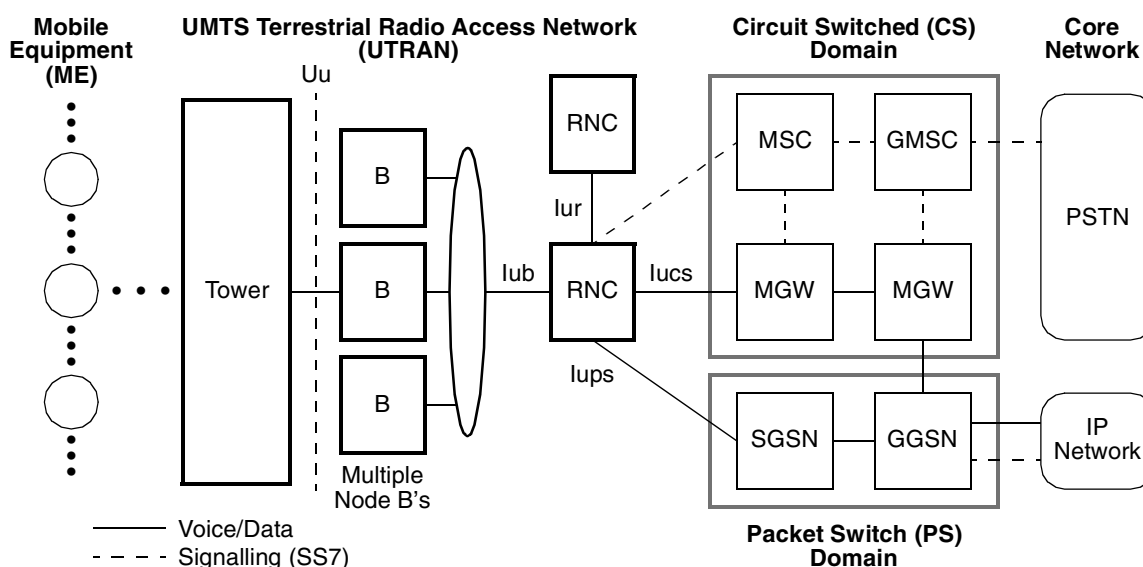 Mobile
Equipment
(ME)
UMTS Terrestrial Radio Access Network
(UTRAN)
Circuit Switched (CS)
Domain
Core
Network
Uu
RNC
MSC
GMSC
B
PSTN
Iur
Tower
B
Iub
RNC
Iucs
MGW
MGW
Iups
B
SGSN
GGSN
IP
Network
Multiple
Node B's
Voice/Data
Signalling (SS7)
Packet Switch (PS)
Domain